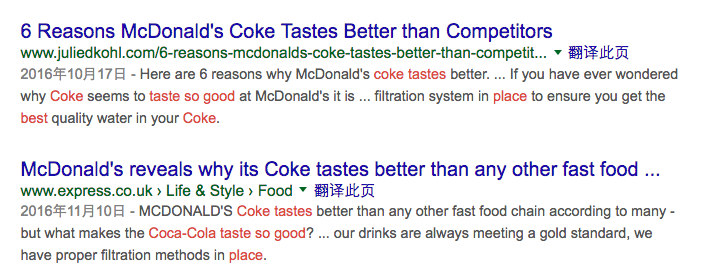 6 Reasons McDonald's Coke Tastes Better than Competitors
www.juliedkohl.com/6-reasons-mcdonalds-coke-tastes-better-than-competit... 翻译此页
2016年10月17日 - Here are 6 reasons why McDonald's coke tastes better. ... If you have ever wondered
why Coke seems to taste so good at McDonald's it is ... filtration system in place to ensure you get the
best quality water in your Coke.
McDonald's reveals why its Coke tastes better than any other fast food ...
www.express.co.uk › Life & Style › Food 翻译此页
2016年11月10日 - MCDONALD'S Coke tastes better than any other fast food chain according to many -
but what makes the Coca-Cola taste so good? ... our drinks are always meeting a gold standard, we
have proper filtration methods in place.